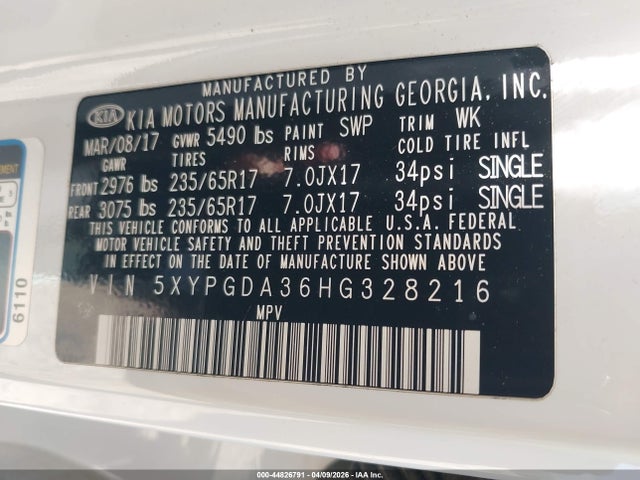 MANUFACTURED BY
KIA KIA MOTORS MANUFACTURING GEORGIA, INC.
MAR/08/17 GVWR 5490 lbs PAINT SWP TRIM WK
GAWR TIRES RIMS COLD TIRE INFL
FRONT 2976 lbs 235/65R17 7.0JX17 34psi SINGLE
REAR 3075 lbs 235/65R17 7.0JX17 34psi SINGLE
THIS VEHICLE CONFORMS TO ALL APPLICABLE U.S.A. FEDERAL
MOTOR VEHICLE SAFETY AND THEFT PREVENTION STANDARDS
IN EFFECT ON THE DATE OF MANUFACTURE SHOWN ABOVE.
VIN 5XYPGDA36HG328216
MPV
6110
000-44826791 - 04/09/2026 - IAA Inc.